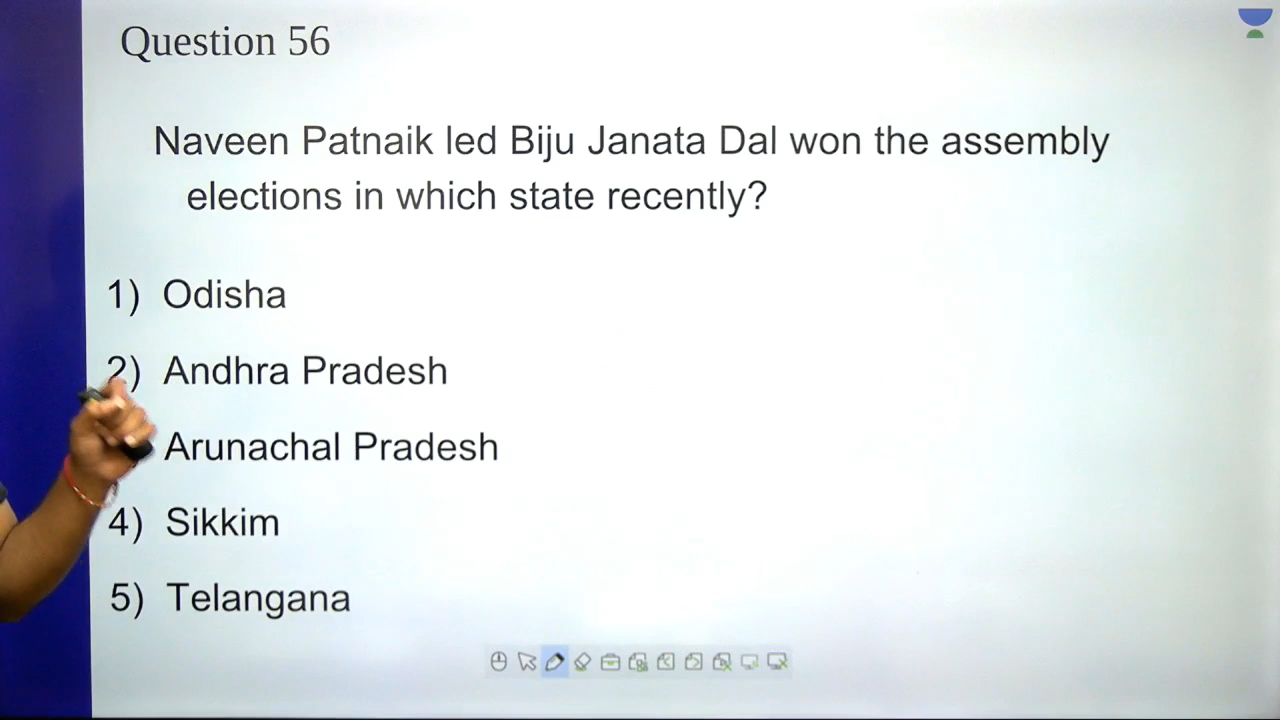 Question 56
Naveen Patnaik led Biju Janata Dal won the assembly
elections in which state recently?
1) Odisha
2) Andhra Pradesh
Arunachal Pradesh
4) Sikkim
5) Telangana